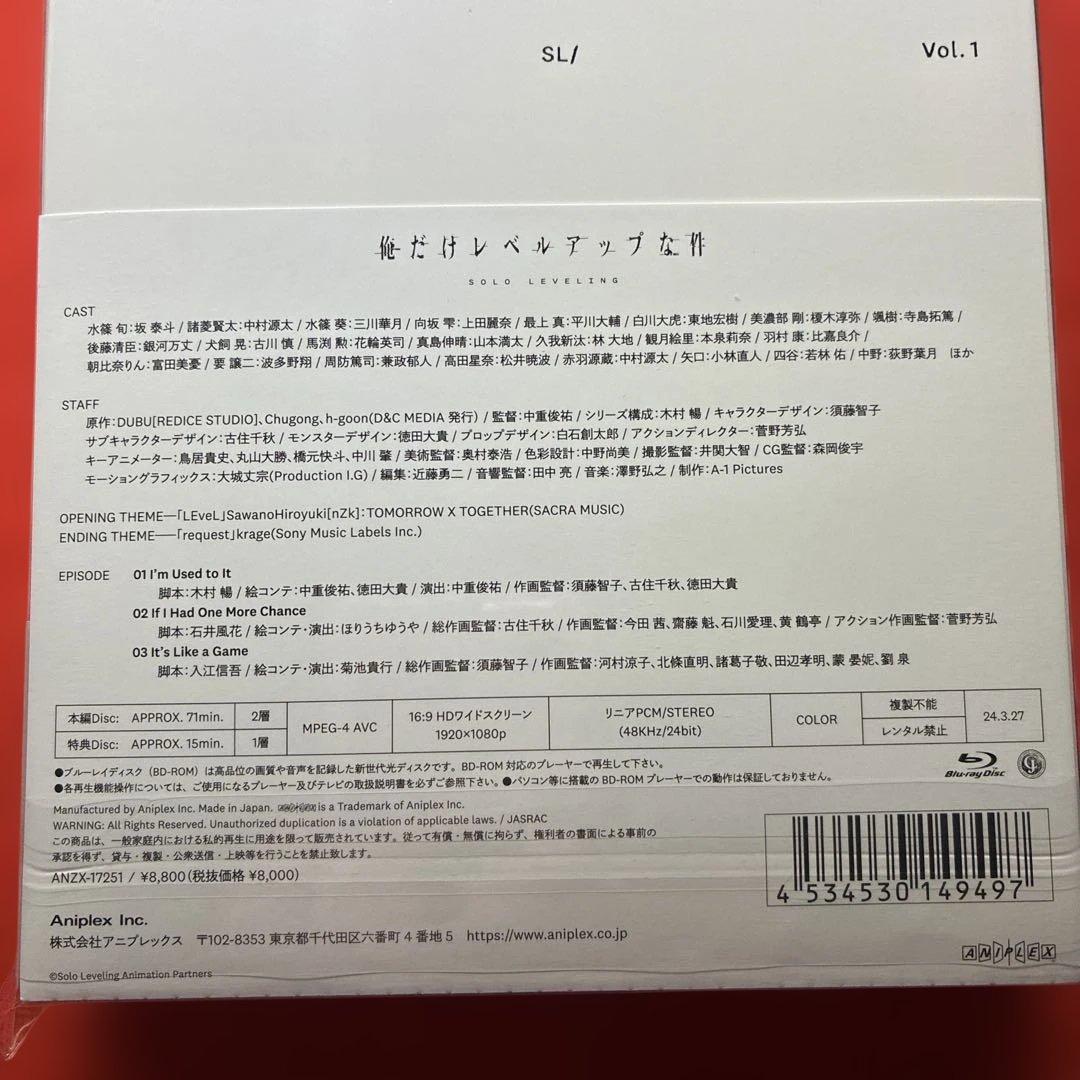 SL/
Vol.1
俺だけレベルアップな件
SOLO LEVELING
CAST
水篠 旬:坂 泰斗 / 諸菱賢太:中村源太 / 水篠 葵:三川華月 / 向坂 雫:上田麗奈 / 最上 真:平川大輔 / 白川大虎:東地宏樹 / 美濃部 剛:榎木淳弥 / 颯樹:寺島拓篤 /
後藤清臣:銀河万丈 / 犬飼 晃:古川 慎 / 馬渕 勲:花輪英司 / 真島伸晴:山本満太 / 久我新汰:林 大地 / 観月絵里:本泉莉奈 / 羽村 康:比嘉良介 /
朝比奈りん:富田美憂 / 要 譲二:波多野翔 / 周防篤司:兼政郁人 / 高田星奈:松井暁波 / 赤羽源蔵:中村源太 / 矢口:小林直人 / 四谷:若林 佑 / 中野:荻野葉月 ほか
STAFF
原作:DUBU[REDICE STUDIO]、Chugong、h-goon(D&C MEDIA 発行) / 監督:中重俊祐 / シリーズ構成:木村 暢 / キャラクターデザイン:須藤智子
サブキャラクターデザイン:古住千秋 / モンスターデザイン:徳田大貴 / プロップデザイン:白石創太郎 / アクションディレクター:菅野芳弘
キーアニメーター:鳥居貴史、丸山大勝、橋元快斗、中川 肇 / 美術監督:奥村泰浩 / 色彩設計:中野尚美 / 撮影監督:井関大智 / CG監督:森岡俊宇
モーショングラフィックス:大城丈宗(Production I.G) / 編集:近藤勇二 / 音響監督:田中 亮 / 音楽:澤野弘之 / 制作:A-1 Pictures
OPENING THEME—「LEveL」SawanoHiroyuki[nZk]:TOMORROW X TOGETHER(SACRA MUSIC)
ENDING THEME—「request」krage(Sony Music Labels Inc.)
EPISODE 01 I'm Used to It
脚本:木村 暢 / 絵コンテ:中重俊祐、徳田大貴 / 演出:中重俊祐 / 作画監督:須藤智子、古住千秋、徳田大貴
02 If I Had One More Chance
脚本:石井風花 / 絵コンテ・演出:ほりうちゆうや / 総作画監督:古住千秋 / 作画監督:今田 茜、齋藤 魁、石川愛理、黄 鶴亭 / アクション作画監督:菅野芳弘
03 It's Like a Game
脚本:入江信吾 / 絵コンテ・演出:菊池貴行 / 総作画監督:須藤智子 / 作画監督:河村涼子、北條直明、諸葛子敬、田辺孝明、蒙 晏妮、劉 泉
本編Disc: APPROX. 71min. 2層
特典Disc: APPROX. 15min. 1層
MPEG-4 AVC
16:9 HDワイドスクリーン
1920×1080p
リニアPCM/STEREO
(48KHz/24bit)
COLOR
複製不能
レンタル禁止
24.3.27
●ブルーレイディスク(BD-ROM)は高品位の画質や音声を記録した新世代光ディスクです。BD-ROM 対応のプレーヤーで再生して下さい。
●各再生機能操作については、ご使用になるプレーヤー及びテレビの取扱説明書を必ずご参照下さい。●パソコン等に搭載の BD-ROM プレーヤーでの動作は保証しておりません。
Blu-ray Disc
Manufactured by Aniplex Inc. Made in Japan. ANIPLEX is a Trademark of Aniplex Inc.
WARNING: All Rights Reserved. Unauthorized duplication is a violation of applicable laws. / JASRAC
この商品は、一般家庭内における私的再生に用途を限って販売されています。従って有償・無償に拘らず、権利者の書面による事前の
承認を得ず、貸与・複製・公衆送信・上映等を行うことを禁止致します。
ANZX-17251 / ¥8,800(税抜価格 ¥8,000)
4 534530 149497
Aniplex Inc.
株式会社アニプレックス 〒102-8353 東京都千代田区六番町4番地5 https://www.aniplex.co.jp
ANIPLEX
©Solo Leveling Animation Partners